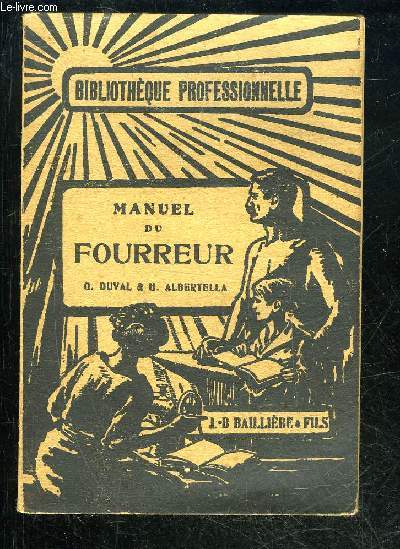 Le-livre.com
BIBLIOTHÈQUE PROFESSIONNELLE
MANUEL
DU
FOURREUR
G. DUVAL & H. ALBERTELLA
J.-B BAILLIÈRE & FILS